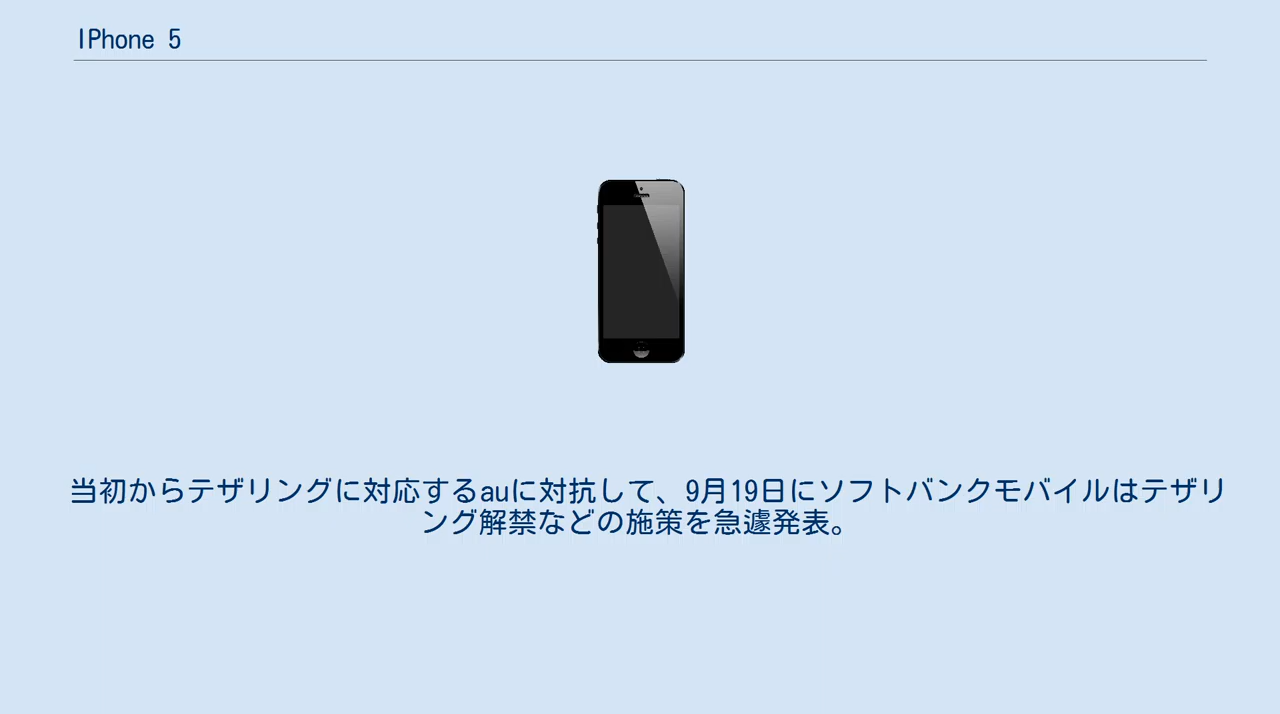 IPhone 5
当初からテザリングに対応するauに対抗して、9月19日にソフトバンクモバイルはテザリ
ング解禁などの施策を急遽発表。